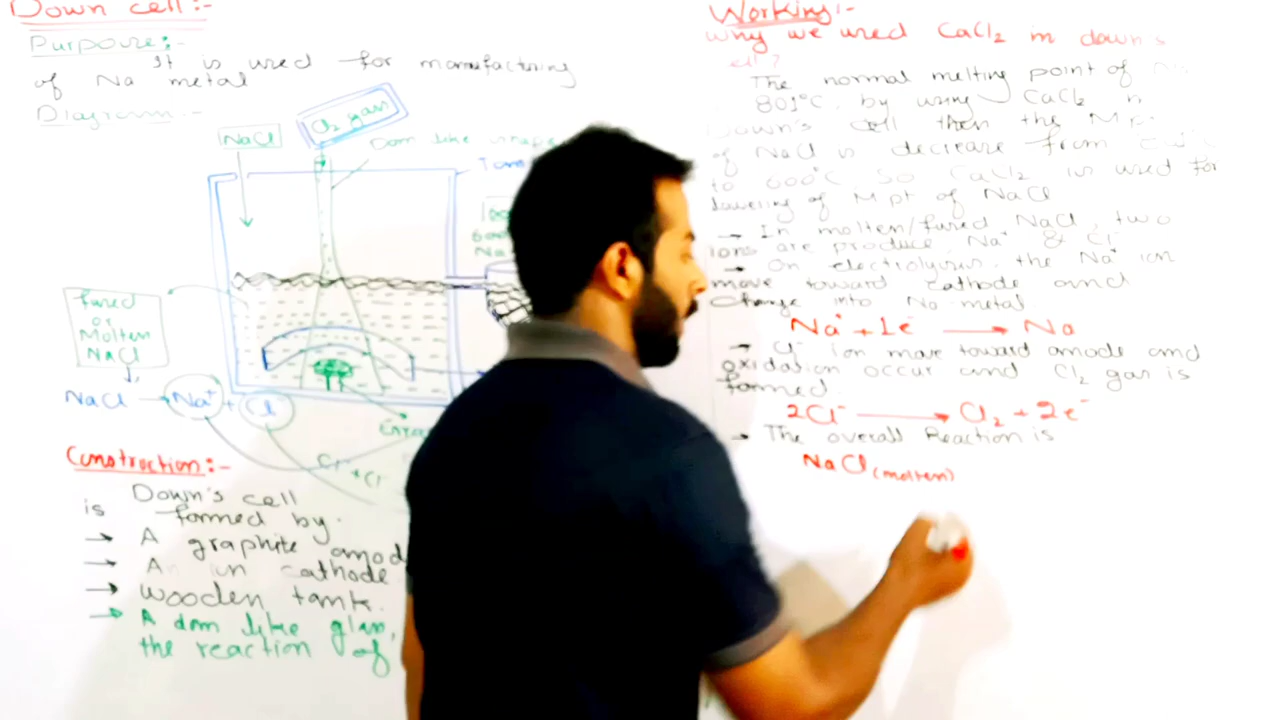 Down cell:-
Purpose:-
It is used for manufacturing
of Na metal
Diagram:-
NaCl
Cl2 gas
Dom like
fused
or
Molten
NaCl
NaCl → Na⁺ + Cl⁻
Construction:-
Down's cell
is formed by.
→ A graphite anod
→ A cathode
→ wooden tank.
→ A dom like glass,
the reaction of
Working:-
why we used CaCl2 in down's
The normal melting point of
801°C, by using CaCl2
Down's cell then the M.p
of NaCl is decrease from
to 600°C so CaCl2 is used for
lowering of Mpt of NaCl
→ In molten/fused NaCl, two
ions are produce, Na⁺ & Cl⁻
→ On electrolysis, the Na⁺ ion
move toward cathode and
change into Na metal
Na⁺ + 1e⁻ → Na
→ Cl⁻ ion move toward anode and
oxidation occur and Cl2 gas is
formed.
2Cl⁻ → Cl2 + 2e⁻
→ The overall Reaction is
NaCl (molten)